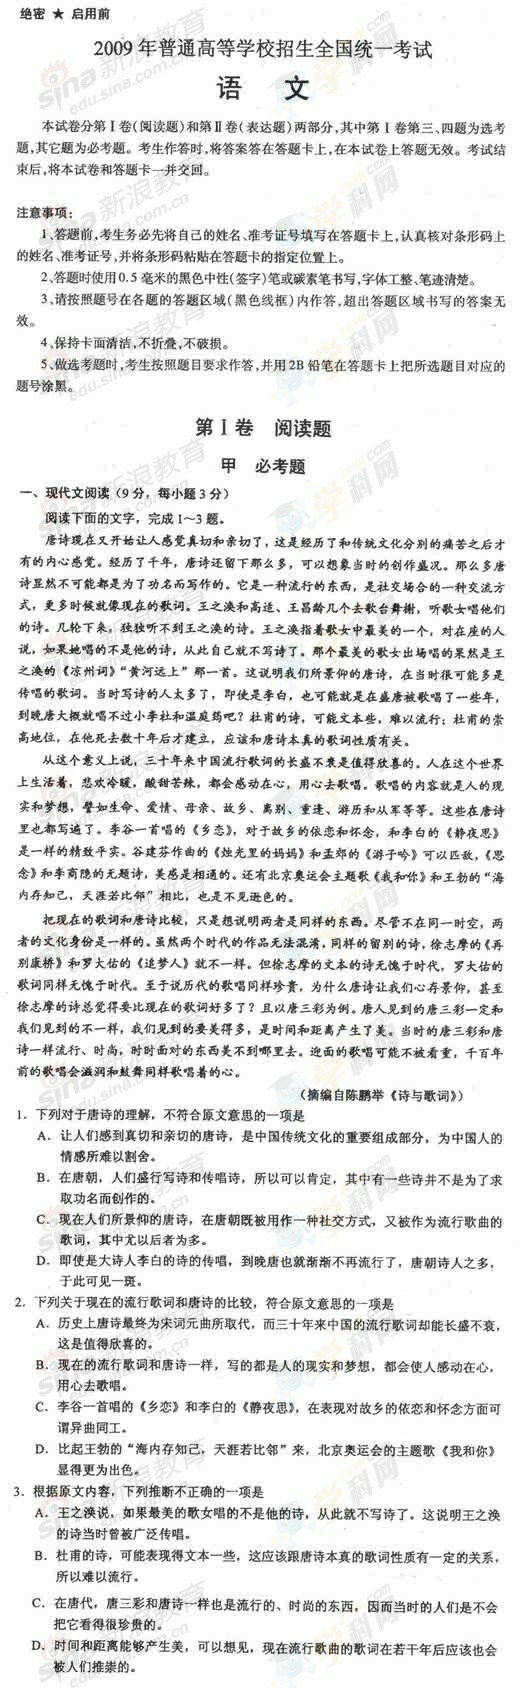 绝密 ★ 启用前
2009年普通高等学校招生全国统一考试
语 文
本试卷分第Ⅰ卷(阅读题)和第Ⅱ卷(表达题)两部分,其中第Ⅰ卷第三、四题为选考
题,其它题为必考题。考生作答时,将答案答在答题卡上,在本试卷上答题无效。考试结
束后,将本试卷和答题卡一并交回。
注意事项:
1、答题前,考生务必先将自己的姓名、准考证号填写在答题卡上,认真核对条形码上
的姓名、准考证号,并将条形码粘贴在答题卡的指定位置上。
2、答题时使用0.5毫米的黑色中性(签字)笔或碳素笔书写,字体工整、笔迹清楚。
3、请按照题号在各题的答题区域(黑色线框)内作答,超出答题区域书写的答案无
效。
4、保持卡面清洁,不折叠,不破损。
5、做选考题时,考生按照题目要求作答,并用2B铅笔在答题卡上把所选题目对应的
题号涂黑。
第Ⅰ卷 阅读题
甲 必考题
一、现代文阅读(9分,每小题3分)
阅读下面的文字,完成1~3题。
唐诗现在又开始让人感觉真切和亲切了,这是经历了和传统文化分别的痛苦之后才
有的内心感觉。经历了千年,唐诗还留下那么多,可以想象当时的创作盛况。那么多唐
诗显然不可能都是为了功名而写作的。它是一种流行的东西,是社交场合的一种交流方
式,更多时候就像现在的歌词。王之涣和高适、王昌龄几个去歌台舞榭,听歌女唱他们
的诗。几轮下来,独独听不到王之涣的诗。王之涣指着歌女中最美的一个,对在座的人
说,如果她唱的不是他的诗,从此自己就不写诗了。那个最美的歌女出场唱的果然是王
之涣的《凉州词》“黄河远上”那一首。这说明我们所景仰的唐诗,在当时很可能多是
传唱的歌词。当时写诗的人太多了,即使是李白,也可能就是在盛唐被歌唱了一些年,
到晚唐大概就唱不过小李杜和温庭筠吧?杜甫的诗,可能文本些,难以流行;杜甫的崇
高地位,在他死去数十年后才建立,应该和唐诗本真的歌词性质有关。
从这个意义上说,三十年来中国流行歌词的长盛不衰是值得欣喜的。人在这个世界
上生活着,悲欢冷暖,酸甜苦辣,都会感动在心,用心去歌唱。歌唱的内容就是人的现
实和梦想,譬如生命、爱情、母亲、故乡、离别、重逢、游历和从军等等。这些在唐诗
里也都写遍了。李谷一首唱的《乡恋》,对于故乡的依恋和怀念,和李白的《静夜思》
是一样的精致平实。谷建芬作曲的《烛光里的妈妈》和孟郊的《游子吟》可以匹敌,《思
念》和李商隐的无题诗,美感是相通的。还有北京奥运会主题歌《我和你》和王勃的“海
内存知己,天涯若比邻”相比,也是不见逊色的。
把现在的歌词和唐诗比较,只是想说明两者是同样的东西。尽管不在同一时空,两
者的文化身份是一样的。虽然两个时代的作品无法混淆,同样的留别的诗,徐志摩的《再
别康桥》和罗大佑的《追梦人》就不一样。但徐志摩的文本的诗无愧于时代,罗大佑的
歌词同样无愧于时代。至于说历代的歌唱同样珍贵,为什么唐诗让我们心存景仰,甚至
徐志摩的诗总觉得要比现在的歌词好多了?且以唐三彩为例。唐人见到的唐三彩一定和
我们见到的不一样,我们见到的要美得多,是时间和距离产生了美。当时的唐三彩和唐
诗一样流行、时尚,时时面对的东西美不到哪里去。迎面的歌唱可能不被看重,千百年
前的歌唱会滋润和鼓舞同样歌唱着的心。
(摘编自陈鹏举《诗与歌词》)
1. 下列对于唐诗的理解,不符合原文意思的一项是
A. 让人们感到真切和亲切的唐诗,是中国传统文化的重要组成部分,为中国人的
情感所难以割舍。
B. 在唐朝,人们盛行写诗和传唱诗,所以可以肯定,其中有一些诗并不是为了求
取功名而创作的。
C. 现在人们所景仰的唐诗,在唐朝既被用作一种社交方式,又被作为流行歌曲的
歌词,其中尤以后者为多。
D. 即使是大诗人李白的诗的传唱,到晚唐也就渐渐不再流行了,唐朝诗人之多,
于此可见一斑。
2. 下列关于现在的流行歌词和唐诗的比较,符合原文意思的一项是
A. 历史上唐诗最终为宋词元曲所取代,而三十年来中国的流行歌词却能长盛不衰,
这是值得欣喜的。
B. 现在的流行歌词和唐诗一样,写的都是人的现实和梦想,都会使人感动在心,
用心去歌唱。
C. 李谷一首唱的《乡恋》和李白的《静夜思》,在表现对故乡的依恋和怀念方面可
谓异曲同工。
D. 比起王勃的“海内存知己,天涯若比邻”来,北京奥运会的主题歌《我和你》
显得更为出色。
3. 根据原文内容,下列推断不正确的一项是
A. 王之涣说,如果最美的歌女唱的不是他的诗,从此就不写诗了。这说明王之涣
的诗当时曾被广泛传唱。
B. 杜甫的诗,可能表现得文本一些,这应该跟唐诗本真的歌词性质有一定的关系,
所以难以流行。
C. 在唐代,唐三彩和唐诗一样也是流行的、时尚的东西,因而当时的人们是不会
把它看得很珍贵的。
D. 时间和距离能够产生美,可以想见,现在流行歌曲的歌词在若干年后应该也会
被人们推崇的。